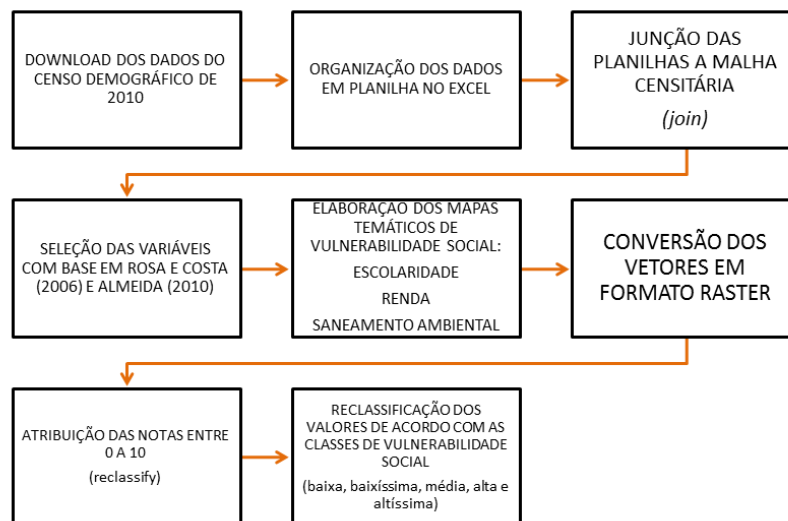 DOWNLOAD DOS DADOS DO
CENSO DEMOGRÁFICO DE
2010
ORGANIZAÇÃO DOS DADOS
EM PLANILHA NO EXCEL
JUNÇÃO DAS
PLANILHAS A MALHA
CENSITÁRIA
(join)
SELEÇÃO DAS VARIÁVEIS
COM BASE EM ROSA E COSTA
(2006) E ALMEIDA (2010)
ELABORAÇÃO DOS MAPAS
TEMÁTICOS DE
VULNERABILIDADE SOCIAL:
ESCOLARIDADE
RENDA
SANEAMENTO AMBIENTAL
CONVERSÃO DOS
VETORES EM
FORMATO RASTER
ATRIBUIÇÃO DAS NOTAS ENTRE
0 A 10
(reclassify)
RECLASSIFICAÇÃO DOS
VALORES DE ACORDO COM AS
CLASSES DE VULNERABILIDADE
SOCIAL
(baixa, baixíssima, média, alta e
altíssima)